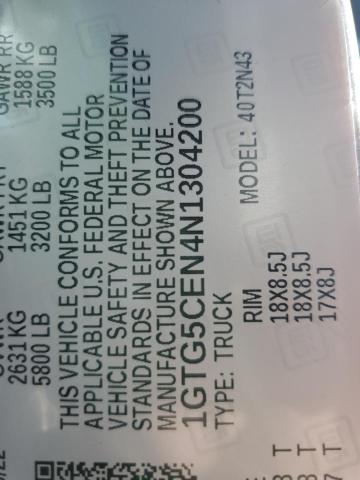 GAWR RR
2631 KG 1451 KG 1588 KG
5800 LB 3200 LB 3500 LB
THIS VEHICLE CONFORMS TO ALL
APPLICABLE U.S. FEDERAL MOTOR
VEHICLE SAFETY AND THEFT PREVENTION
STANDARDS IN EFFECT ON THE DATE OF
MANUFACTURE SHOWN ABOVE.
1GTG5CEN4N1304200
TYPE: TRUCK MODEL: 40T2N43
RIM
T 18X8.5J
T 18X8.5J
T 17X8J